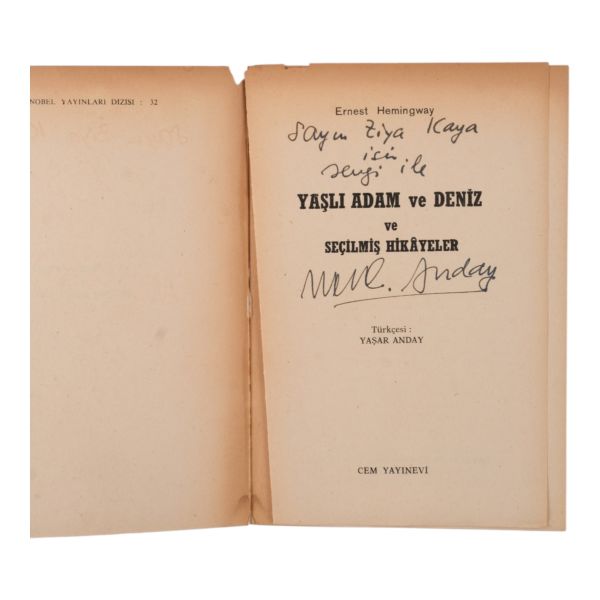 NOBEL YAYINLARI DİZİSİ : 32
Ernest Hemingway
Sayın Ziya Kaya
için
sevgi ile
YAŞLI ADAM ve DENİZ
ve
SEÇİLMİŞ HİKÂYELER
Anday
Türkçesi :
YAŞAR ANDAY
CEM YAYINEVİ